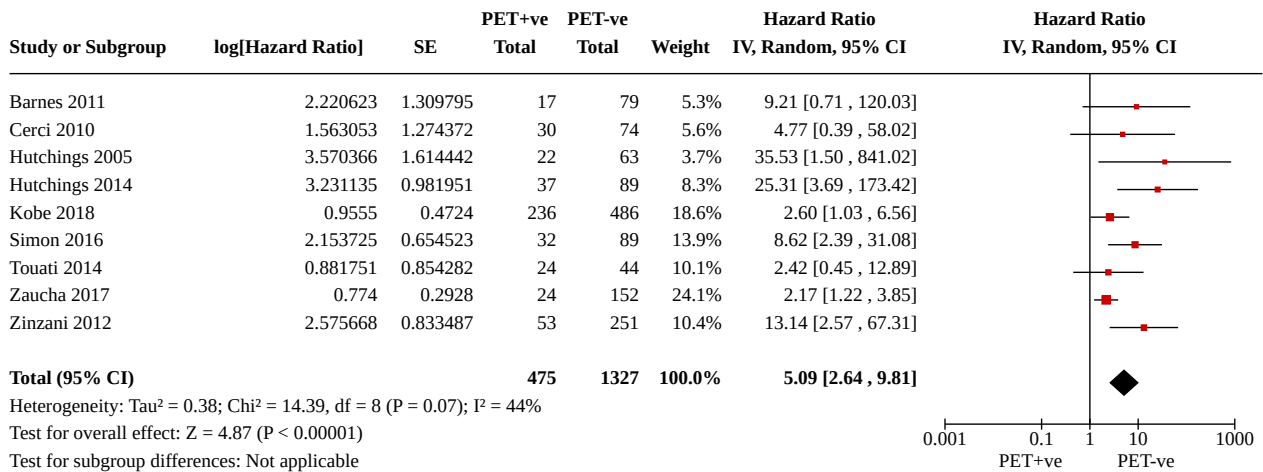 PET+ve PET-ve Hazard Ratio Hazard Ratio
Study or Subgroup log[Hazard Ratio] SE Total Total Weight IV, Random, 95% CI IV, Random, 95% CI
Barnes 2011 2.220623 1.309795 17 79 5.3% 9.21 [0.71 , 120.03]
Cerci 2010 1.563053 1.274372 30 74 5.6% 4.77 [0.39 , 58.02]
Hutchings 2005 3.570366 1.614442 22 63 3.7% 35.53 [1.50 , 841.02]
Hutchings 2014 3.231135 0.981951 37 89 8.3% 25.31 [3.69 , 173.42]
Kobe 2018 0.9555 0.4724 236 486 18.6% 2.60 [1.03 , 6.56]
Simon 2016 2.153725 0.654523 32 89 13.9% 8.62 [2.39 , 31.08]
Touati 2014 0.881751 0.854282 24 44 10.1% 2.42 [0.45 , 12.89]
Zaucha 2017 0.774 0.2928 24 152 24.1% 2.17 [1.22 , 3.85]
Zinzani 2012 2.575668 0.833487 53 251 10.4% 13.14 [2.57 , 67.31]
Total (95% CI) 475 1327 100.0% 5.09 [2.64 , 9.81]
Heterogeneity: Tau² = 0.38; Chi² = 14.39, df = 8 (P = 0.07); I² = 44%
Test for overall effect: Z = 4.87 (P < 0.00001)
Test for subgroup differences: Not applicable
0.001 0.1 1 10 1000
PET+ve PET-ve